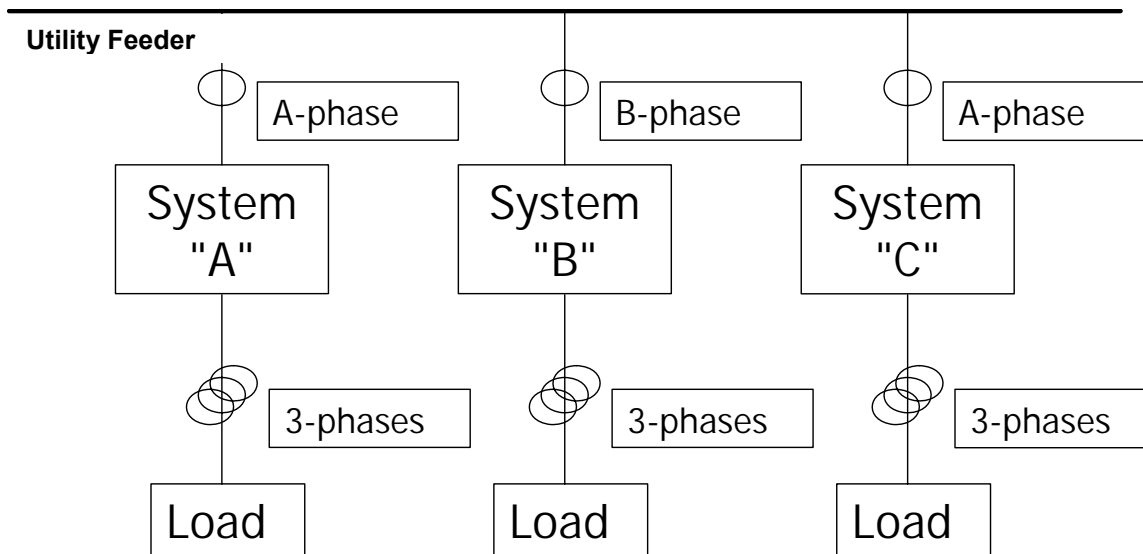 Utility Feeder
A-phase
B-phase
A-phase
System
"A"
System
"B"
System
"C"
3-phases
3-phases
3-phases
Load
Load
Load